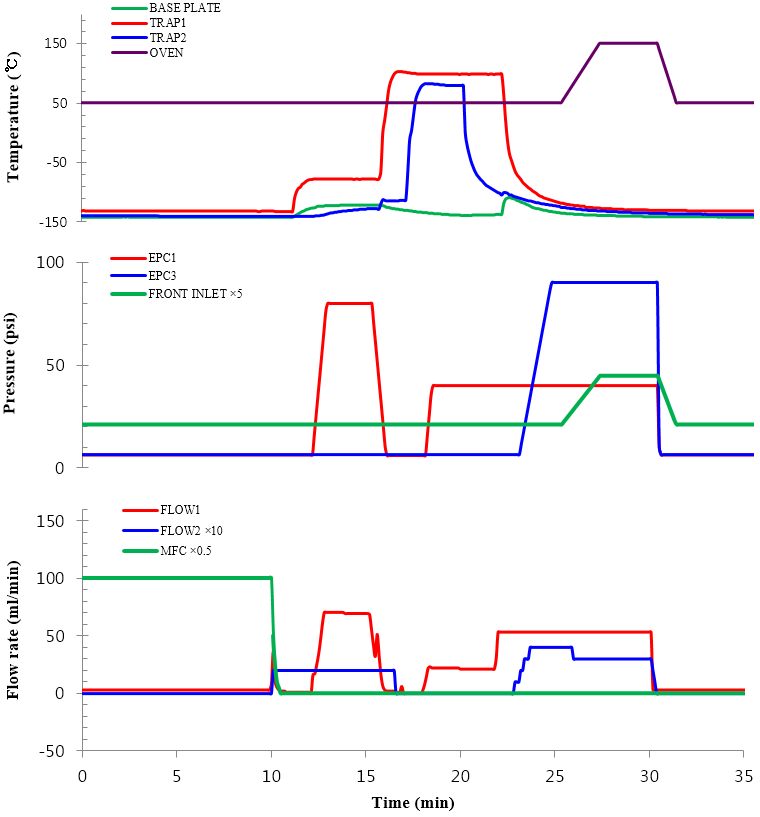 BASE PLATE
TRAP1
TRAP2
OVEN
Temperature (℃)
150
50
-50
-150
EPC1
EPC3
FRONT INLET ×5
Pressure (psi)
100
50
0
FLOW1
FLOW2 ×10
MFC ×0.5
Flow rate (ml/min)
150
100
50
0
-50
0 5 10 15 20 25 30 35
Time (min)